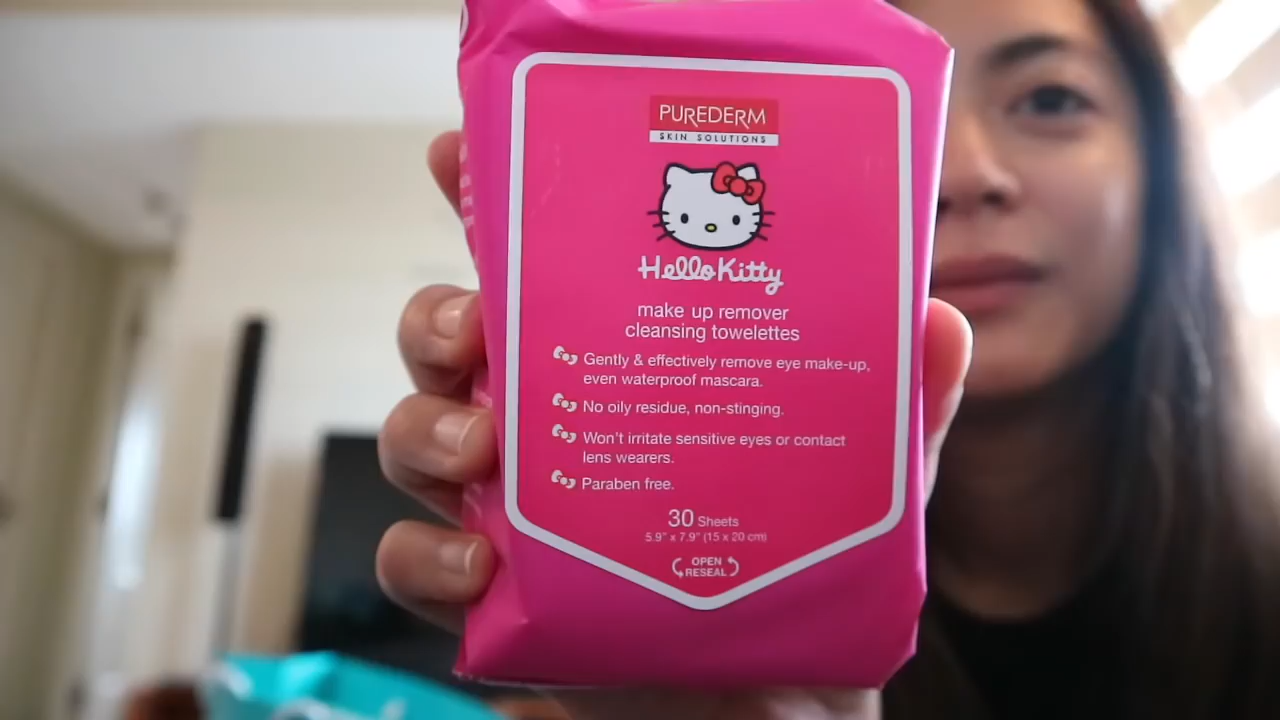 PUREDERM
SKIN SOLUTIONS
Hello Kitty
make up remover
cleansing towelettes
Gently & effectively remove eye make-up,
even waterproof mascara.
No oily residue, non-stinging.
Won't irritate sensitive eyes or contact
lens wearers.
Paraben free.
30 Sheets
5.9" x 7.9" (15 x 20 cm)
OPEN
RESEAL